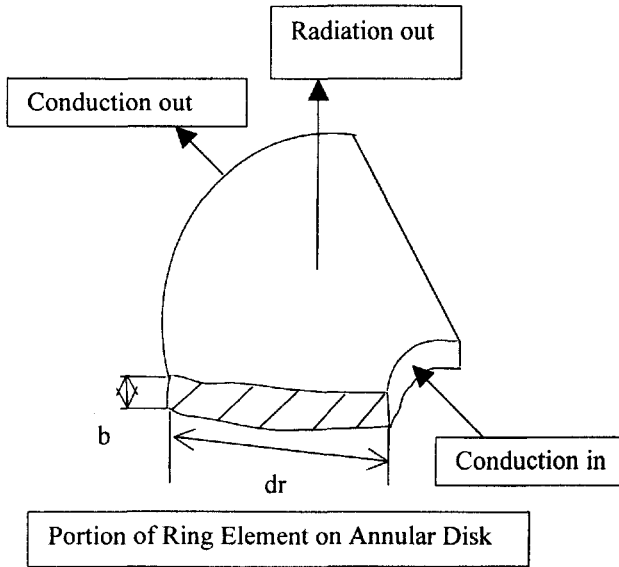 Radiation out
Conduction out
b
dr
Conduction in
Portion of Ring Element on Annular Disk